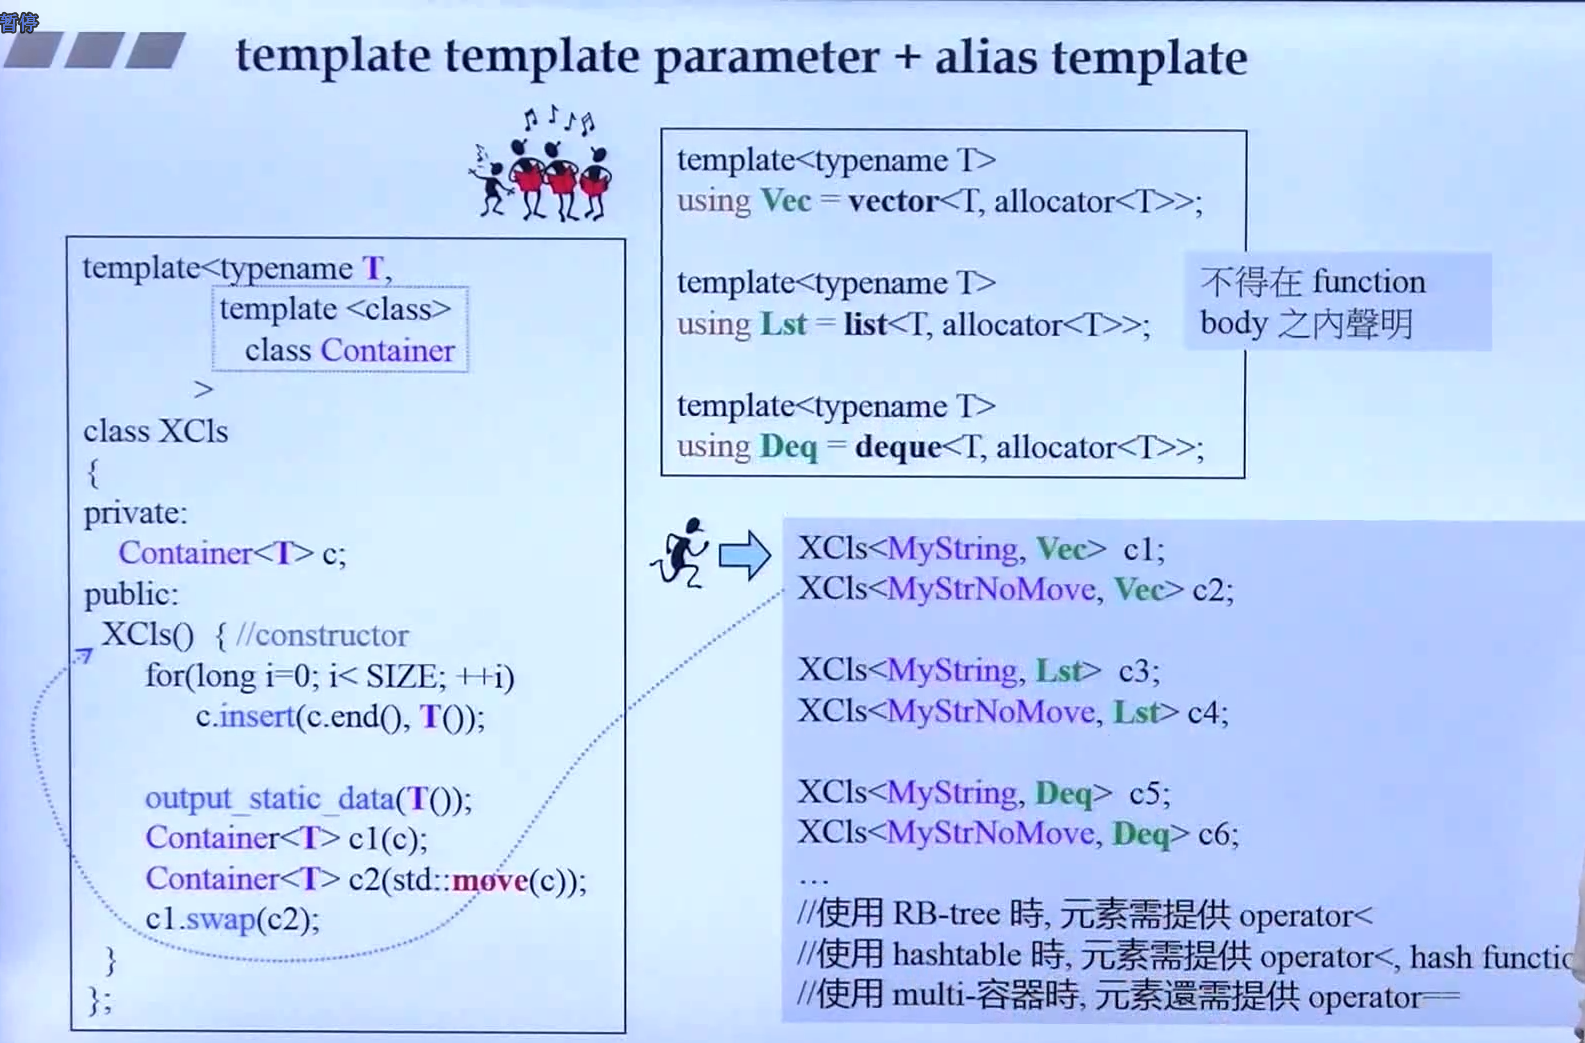 暂停
template template parameter + alias template
template<typename T,
template <class>
class Container
>
class XCls
{
private:
Container<T> c;
public:
XCls() { //constructor
for(long i=0; i< SIZE; ++i)
c.insert(c.end(), T());
output_static_data(T());
Container<T> c1(c);
Container<T> c2(std::move(c));
c1.swap(c2);
}
};
template<typename T>
using Vec = vector<T, allocator<T>>;
template<typename T>
using Lst = list<T, allocator<T>>;
template<typename T>
using Deq = deque<T, allocator<T>>;
不得在 function
body 之內聲明
XCls<MyString, Vec> c1;
XCls<MyStrNoMove, Vec> c2;
XCls<MyString, Lst> c3;
XCls<MyStrNoMove, Lst> c4;
XCls<MyString, Deq> c5;
XCls<MyStrNoMove, Deq> c6;
…
//使用 RB-tree 時, 元素需提供 operator<
//使用 hashtable 時, 元素需提供 operator<, hash functio
//使用 multi-容器時, 元素還需提供 operator==